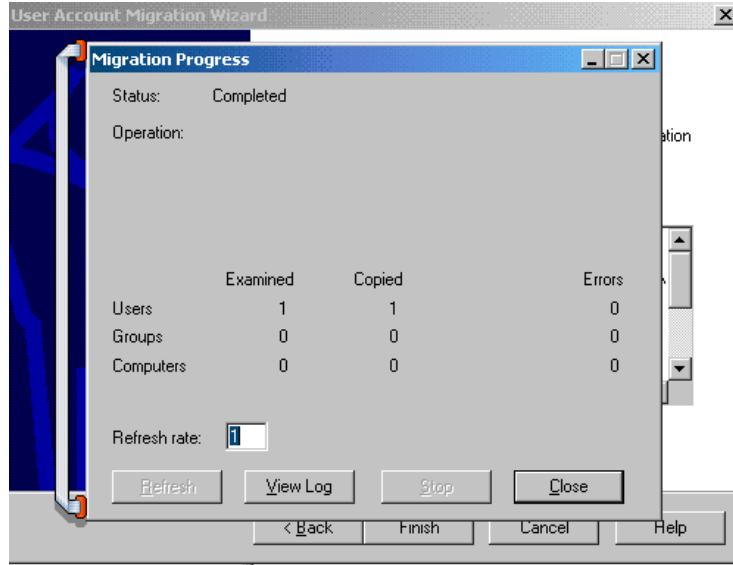 User Account Migration Wizard
Migration Progress
Status: Completed
Operation:
ation
Examined Copied Errors
Users 1 1 0
Groups 0 0 0
Computers 0 0 0
Refresh rate: 1
Refresh View Log Stop Close
< Back Finish Cancel Help